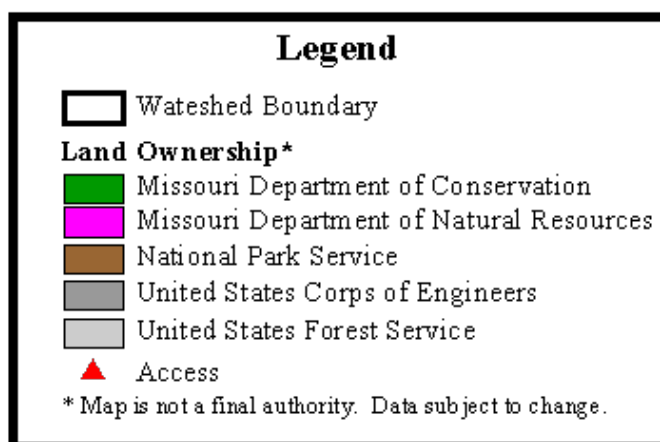 Legend
Wateshed Boundary
Land Ownership*
Missouri Department of Conservation
Missouri Department of Natural Resources
National Park Service
United States Corps of Engineers
United States Forest Service
Access
* Map is not a final authority. Data subject to change.